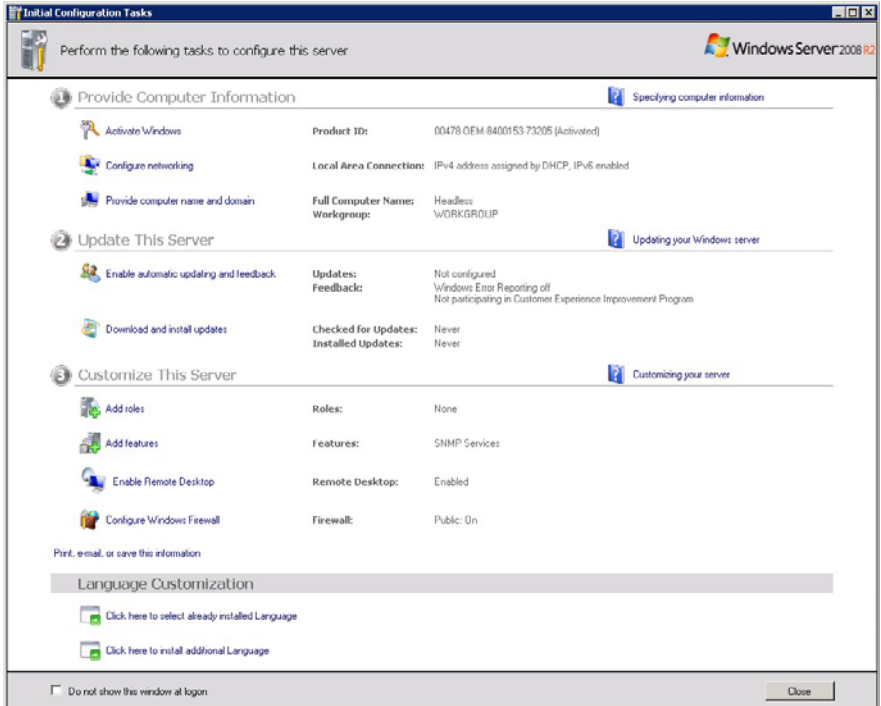 Initial Configuration Tasks
Perform the following tasks to configure this server
Windows Server 2008 R2
1 Provide Computer Information
Specifying computer information
Activate Windows Product ID: 00478-OEM-8400153-73205 (Activated)
Configure networking Local Area Connection: IPv4 address assigned by DHCP, IPv6 enabled
Provide computer name and domain Full Computer Name: Headless
Workgroup: WORKGROUP
2 Update This Server
Updating your Windows server
Enable automatic updating and feedback Updates: Not configured
Feedback: Windows Error Reporting off
Not participating in Customer Experience Improvement Program
Download and install updates Checked for Updates: Never
Installed Updates: Never
3 Customize This Server
Customizing your server
Add roles Roles: None
Add features Features: SNMP Services
Enable Remote Desktop Remote Desktop: Enabled
Configure Windows Firewall Firewall: Public: On
Print, e-mail, or save this information
Language Customization
Click here to select already installed Language
Click here to install additional Language
Do not show this window at logon
Close